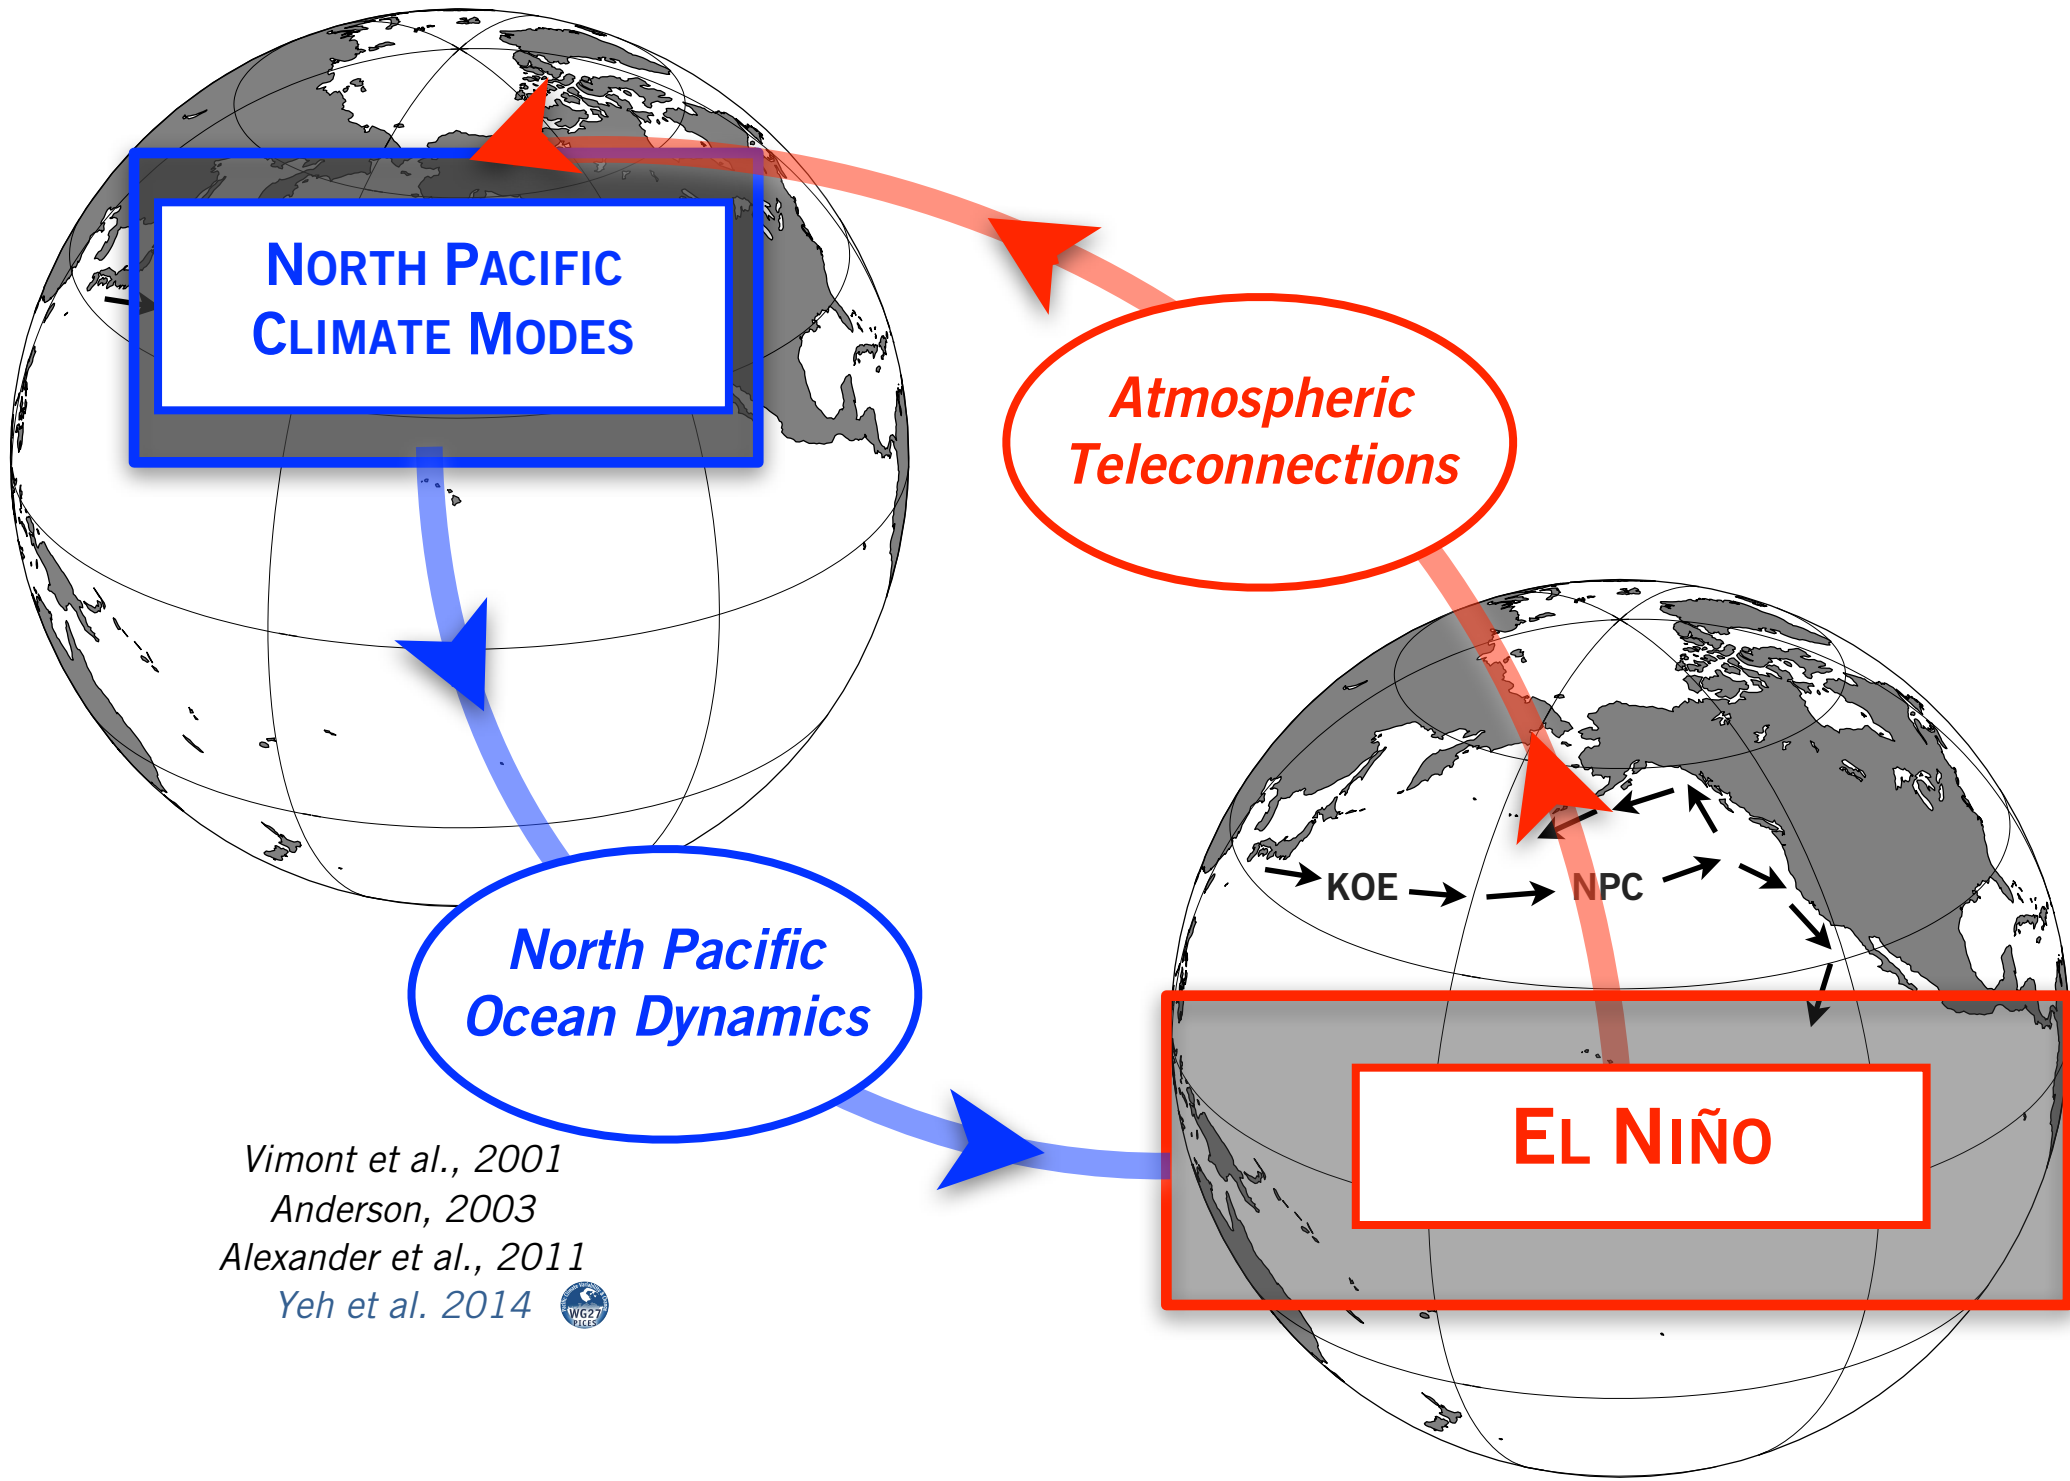 NORTH PACIFIC
CLIMATE MODES
Atmospheric
Teleconnections
KOE
NPC
North Pacific
Ocean Dynamics
EL NIÑO
Vimont et al., 2001
Anderson, 2003
Alexander et al., 2011
Yeh et al. 2014
WG27
PICES